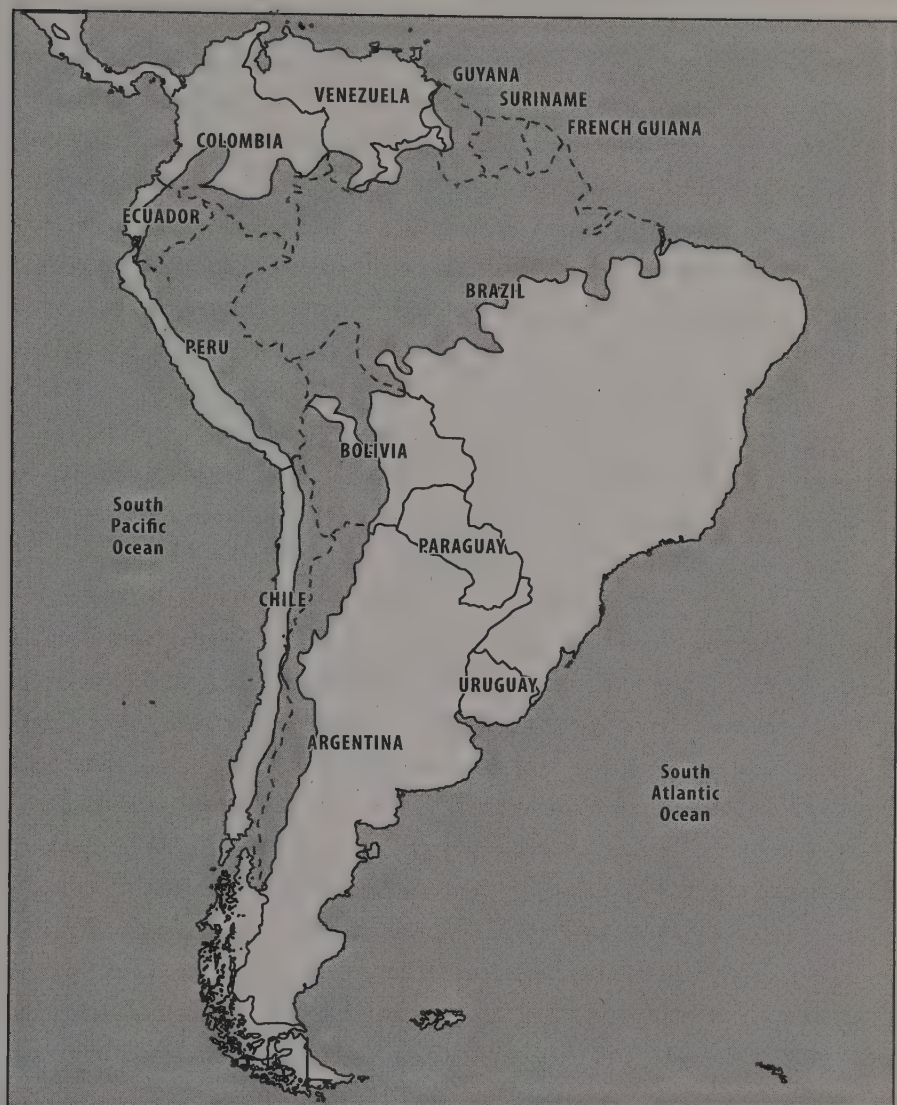 GUYANA
SURINAME
FRENCH GUIANA
VENEZUELA
COLOMBIA
ECUADOR
BRAZIL
PERU
BOLIVIA
South
Pacific
Ocean
PARAGUAY
CHILE
URUGUAY
ARGENTINA
South
Atlantic
Ocean